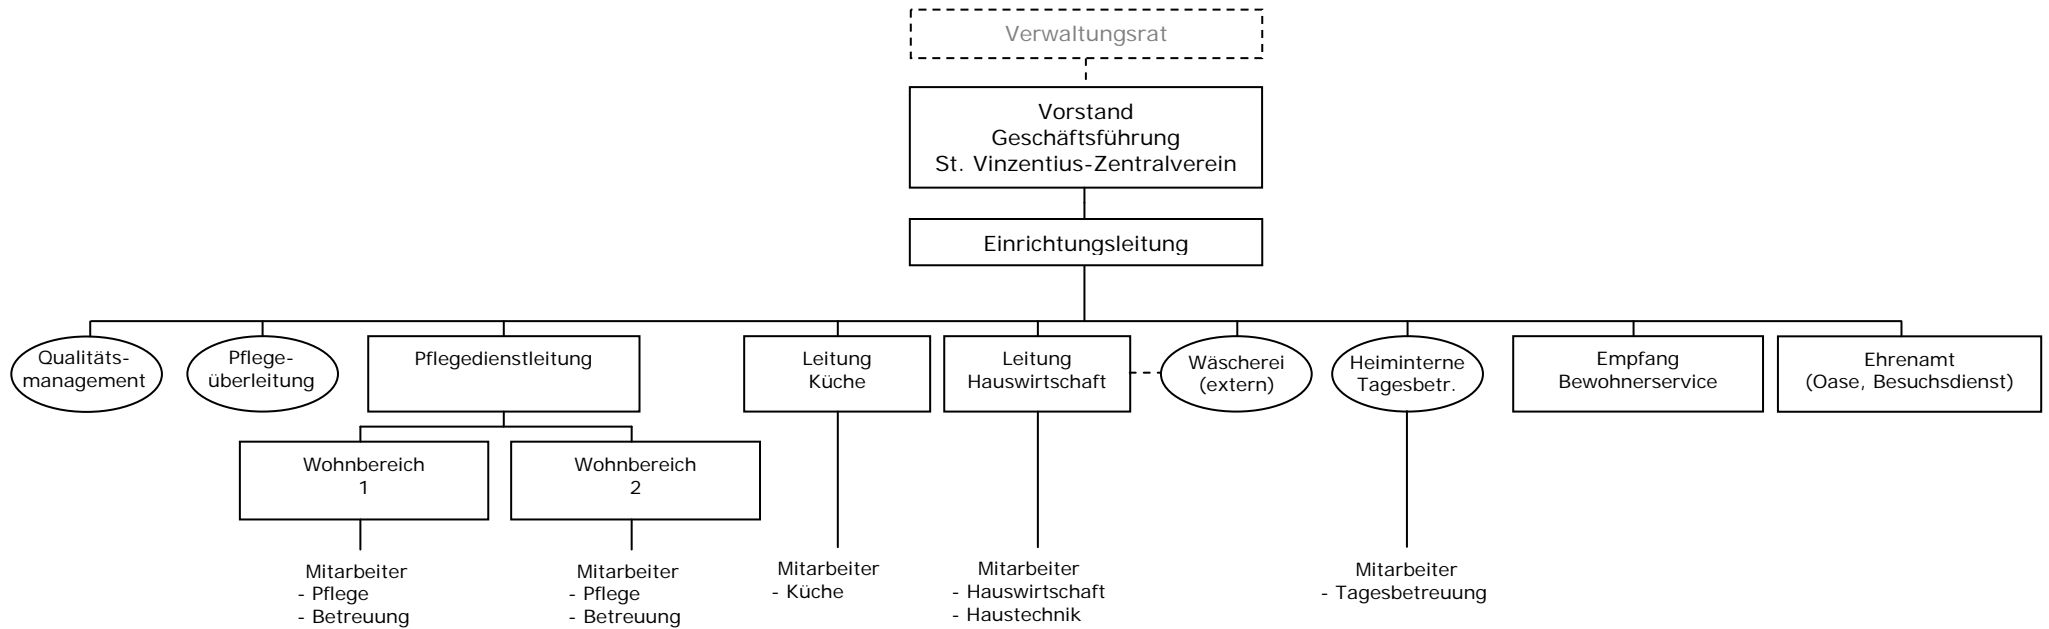 Verwaltungsrat
Vorstand
Geschäftsführung
St. Vinzentius-Zentralverein
Einrichtungsleitung
Qualitäts-
management
Pflege-
überleitung
Pflegedienstleitung
Leitung
Küche
Leitung
Hauswirtschaft
Wäscherei
(extern)
Heiminterne
Tagesbetr.
Empfang
Bewohnerservice
Ehrenamt
(Oase, Besuchsdienst)
Wohnbereich
1
Wohnbereich
2
Mitarbeiter
- Pflege
- Betreuung
Mitarbeiter
- Pflege
- Betreuung
Mitarbeiter
- Küche
Mitarbeiter
- Hauswirtschaft
- Haustechnik
Mitarbeiter
- Tagesbetreuung